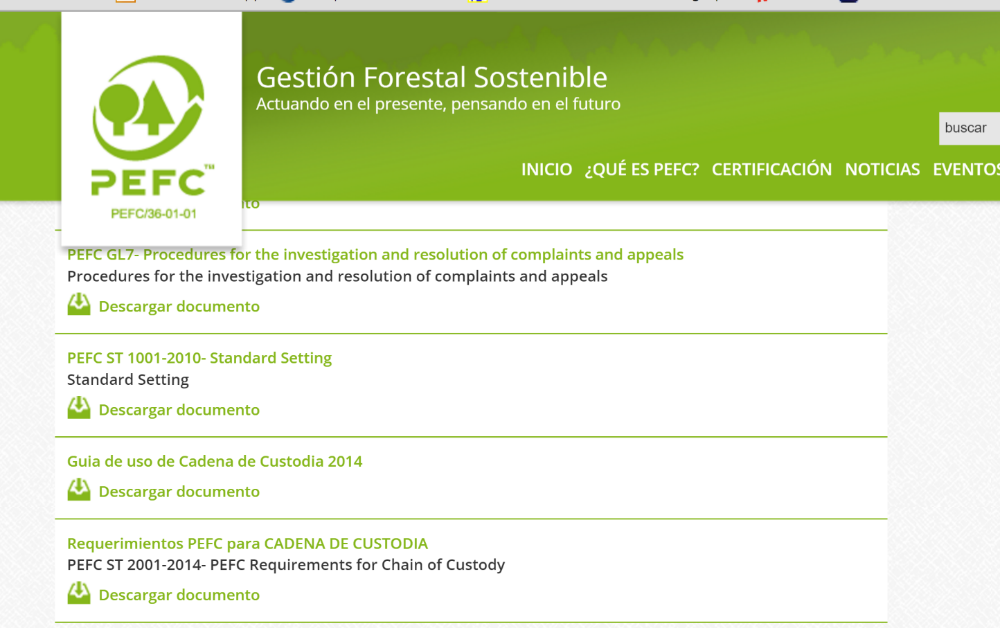 PEFC™
PEFC/36-01-01
Gestión Forestal Sostenible
Actuando en el presente, pensando en el futuro
buscar
INICIO ¿QUÉ ES PEFC? CERTIFICACIÓN NOTICIAS EVENTOS
PEFC GL7- Procedures for the investigation and resolution of complaints and appeals
Procedures for the investigation and resolution of complaints and appeals
Descargar documento
PEFC ST 1001-2010- Standard Setting
Standard Setting
Descargar documento
Guia de uso de Cadena de Custodia 2014
Descargar documento
Requerimientos PEFC para CADENA DE CUSTODIA
PEFC ST 2001-2014- PEFC Requirements for Chain of Custody
Descargar documento